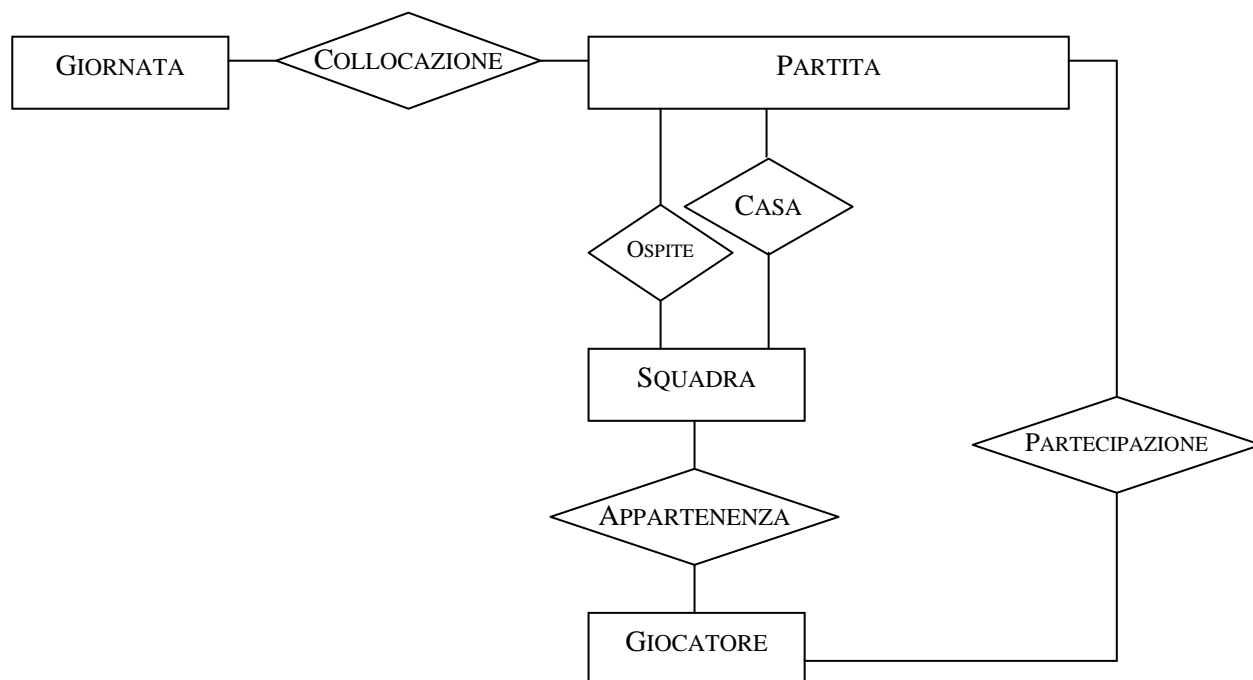 GIORNATA
COLLOCAZIONE
PARTITA
CASA
OSPITE
SQUADRA
PARTECIPAZIONE
APPARTENENZA
GIOCATORE